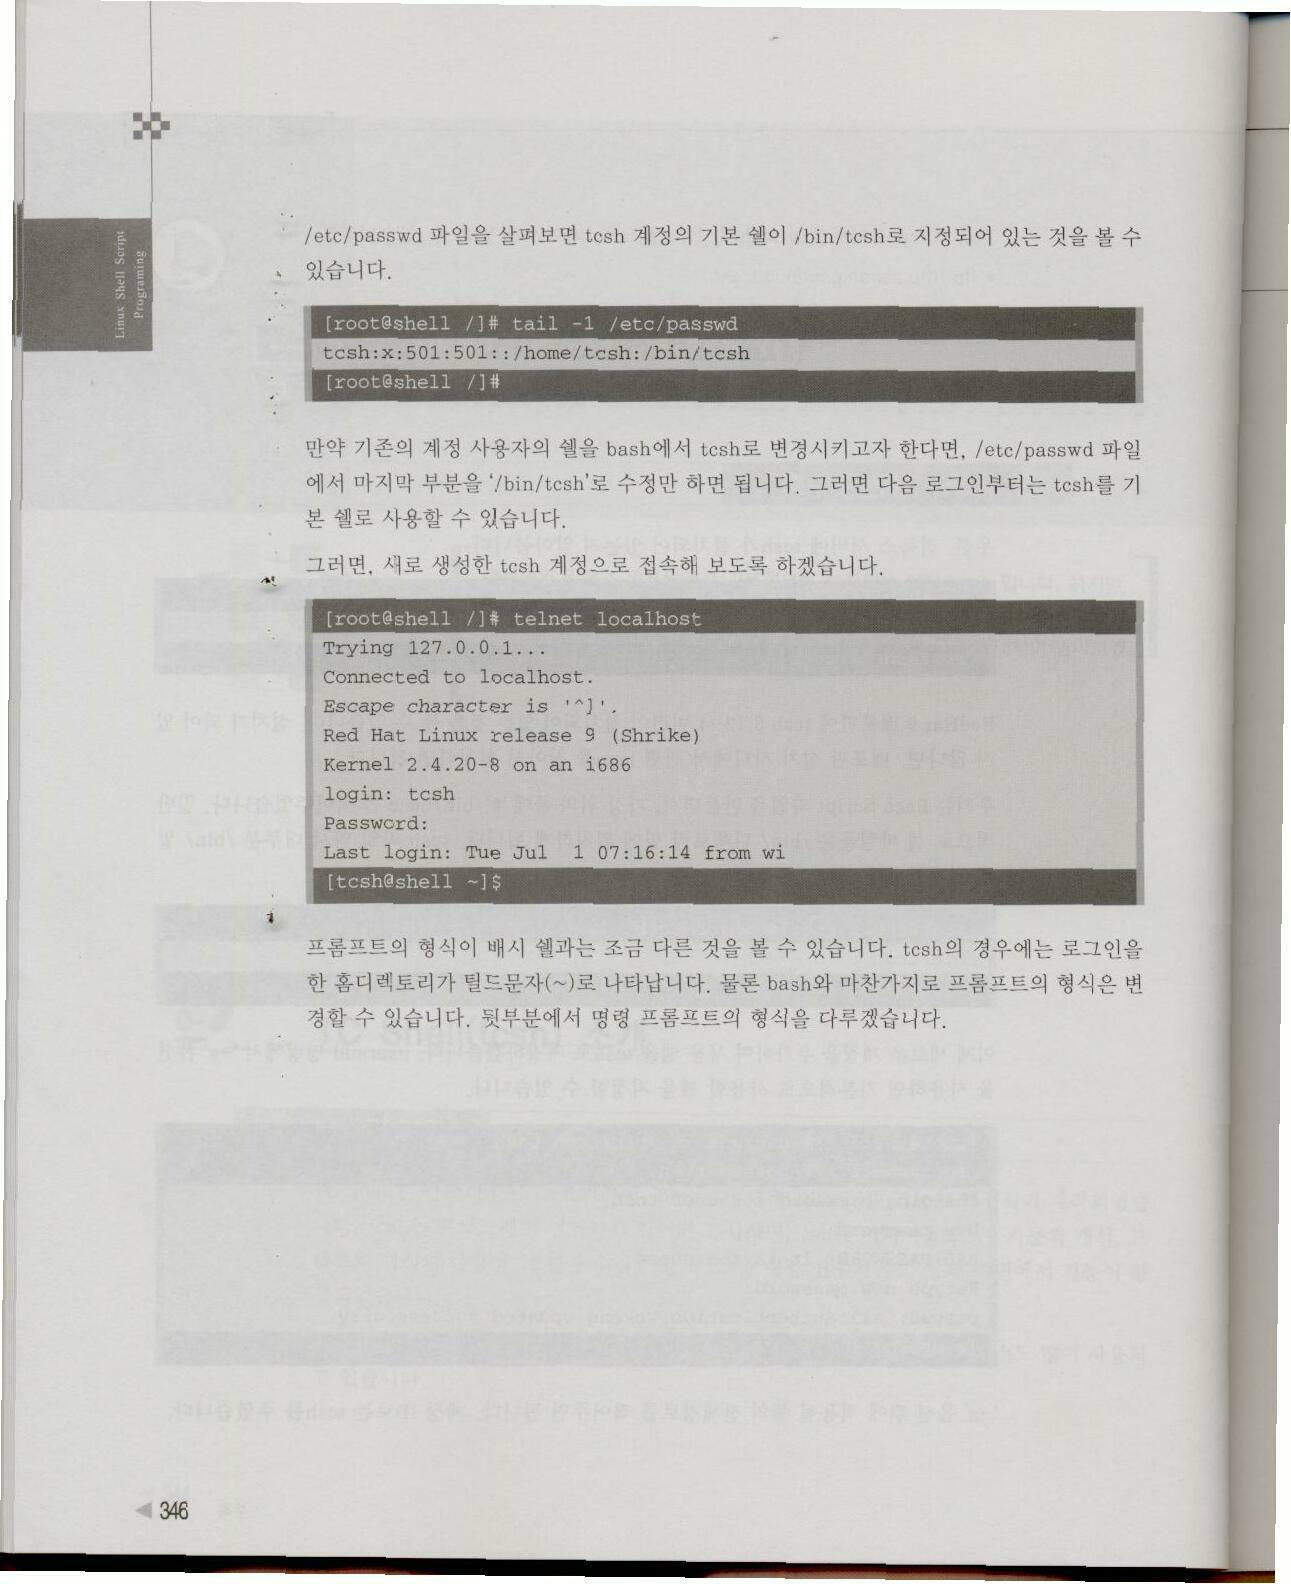 Linux Shell Script
Programing
/etc/passwd 파일을 살펴보면 tcsh 계정의 기본 쉘이 /bin/tcsh로 지정되어 있는 것을 볼 수
있습니다.
[root@shell /]# tail -1 /etc/passwd
tcsh:x:501:501::/home/tcsh:/bin/tcsh
[root@shell /]#
만약 기존의 계정 사용자의 쉘을 bash에서 tcsh로 변경시키고자 한다면, /etc/passwd 파일
에서 마지막 부분을 '/bin/tcsh'로 수정만 하면 됩니다. 그러면 다음 로그인부터는 tcsh를 기
본 쉘로 사용할 수 있습니다.
그러면, 새로 생성한 tcsh 계정으로 접속해 보도록 하겠습니다.
[root@shell /]# telnet localhost
Trying 127.0.0.1...
Connected to localhost.
Escape character is '^]'.
Red Hat Linux release 9 (Shrike)
Kernel 2.4.20-8 on an i686
login: tcsh
Password:
Last login: Tue Jul  1 07:16:14 from wi
[tcsh@shell ~]$
프롬프트의 형식이 배시 쉘과는 조금 다른 것을 볼 수 있습니다. tcsh의 경우에는 로그인을
한 홈디렉토리가 틸드문자(~)로 나타납니다. 물론 bash와 마찬가지로 프롬프트의 형식은 변
경할 수 있습니다. 뒷부분에서 명령 프롬프트의 형식을 다루겠습니다.
346